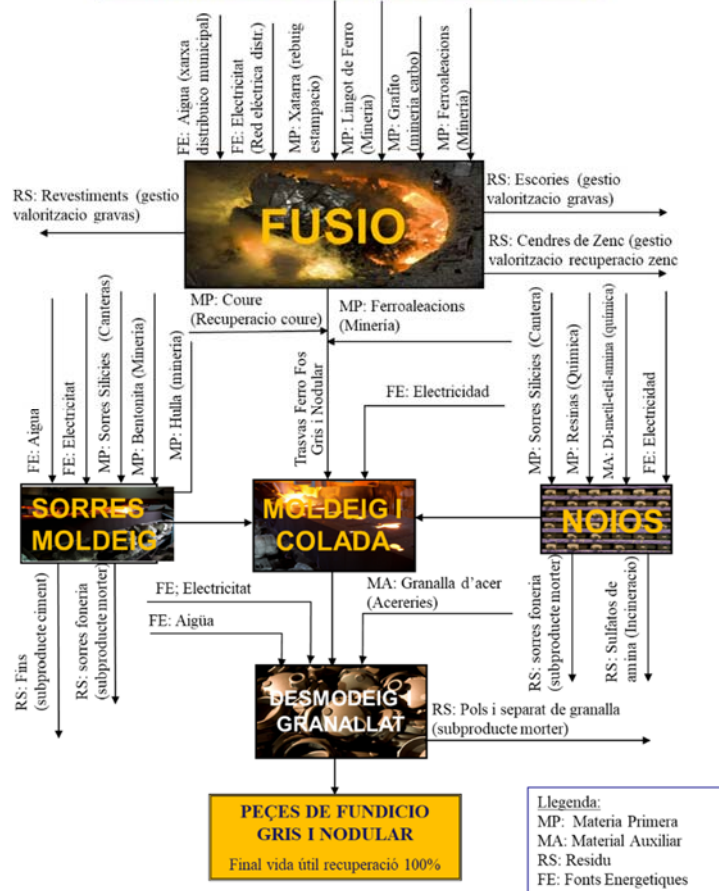 FE: Aigua (xarxa
distribuico municipal)
FE: Electricitat
(Red eléctrica distr.)
MP: Xatarra (rebuig
estampacio)
MP: Lingot de Ferro
(Mineria)
MP: Grafito
(mineria carbo)
MP: Ferroaleacions
(Mineria)
RS: Revestiments (gestio
valoritzacio gravas)
FUSIO
RS: Escories (gestio
valoritzacio gravas)
RS: Cendres de Zenc (gestio
valoritzacio recuperacio zenc
MP: Coure
(Recuperacio coure)
MP: Ferroaleacions
(Minería)
FE: Aigua
FE: Electricitat
MP: Sorres Silicies (Canteras)
MP: Bentonita (Mineria)
MP: Hulla (mineria)
Trasvas Ferro Fos
Gris i Nodular
FE: Electricidad
MP: Sorres Silicies (Cantera)
MP: Resinas (Quimica)
MA: Di-metil-etil-amina (quimica)
FE: Electricidad
SORRES
MOLDEIG
MOLDEJG I
COLADA
NOIOS
RS: Fins
(subproducte ciment)
RS: sorres foneria
(subproducte morter)
FE; Electricitat
FE: Aigüa
MA: Granalla d'acer
(Acereries)
RS: sorres foneria
(subproducte morter)
RS: Sulfatos de
amina (Incineracio)
DESMODEIG I
GRANALLAT
RS: Pols i separat de granalla
(subproducte morter)
PEÇES DE FUNDICIO
GRIS I NODULAR
Final vida útil recuperació 100%
Llegenda:
MP: Materia Primera
MA: Material Auxiliar
RS: Residu
FE: Fonts Energetiques